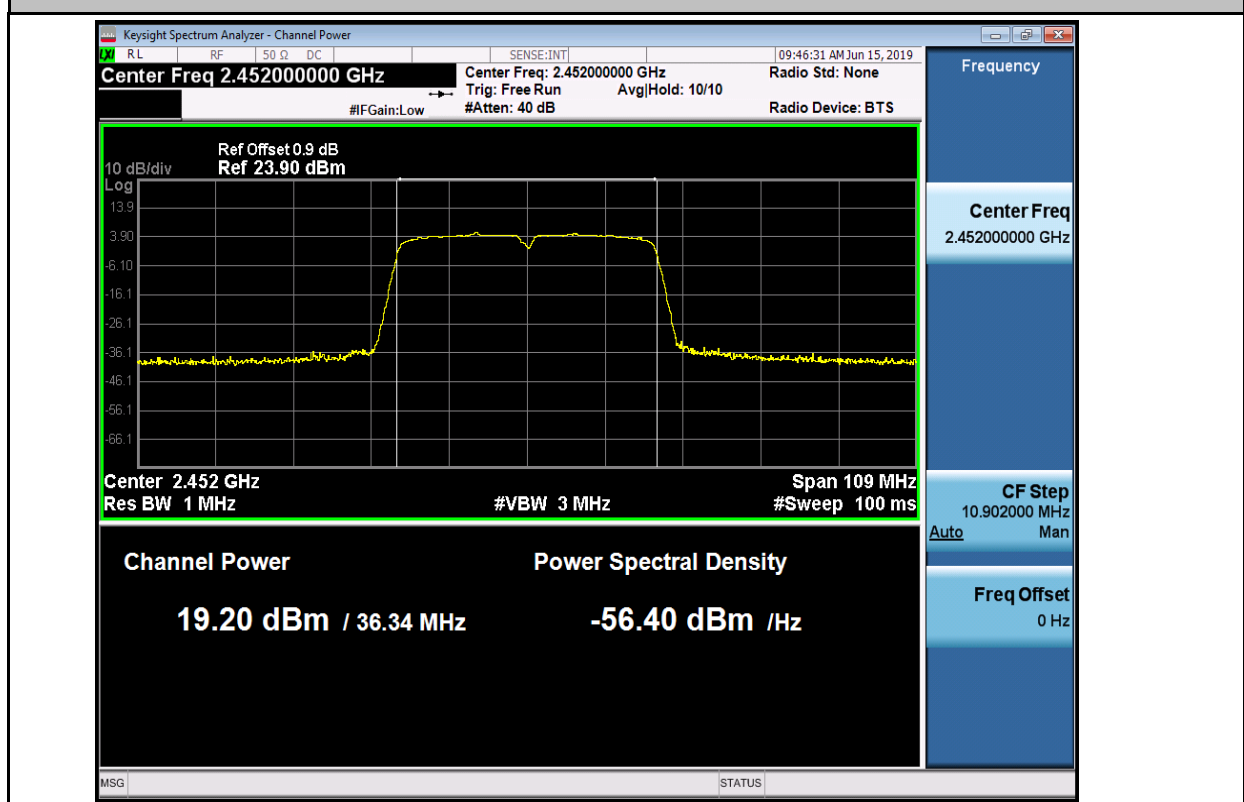 Keysight Spectrum Analyzer - Channel Power
LXI RL RF 50 Ω DC SENSE:INT 09:46:31 AM Jun 15, 2019
Center Freq 2.452000000 GHz
Center Freq: 2.452000000 GHz
Radio Std: None
Trig: Free Run Avg|Hold: 10/10
#IFGain:Low
#Atten: 40 dB
Radio Device: BTS
Ref Offset 0.9 dB
10 dB/div Ref 23.90 dBm
Log
13.9
3.90
-6.10
-16.1
-26.1
-36.1
-46.1
-56.1
-66.1
Center 2.452 GHz Span 109 MHz
Res BW 1 MHz #VBW 3 MHz #Sweep 100 ms
Channel Power Power Spectral Density
19.20 dBm / 36.34 MHz -56.40 dBm /Hz
MSG STATUS
Frequency
Center Freq
2.452000000 GHz
CF Step
10.902000 MHz
Auto Man
Freq Offset
0 Hz